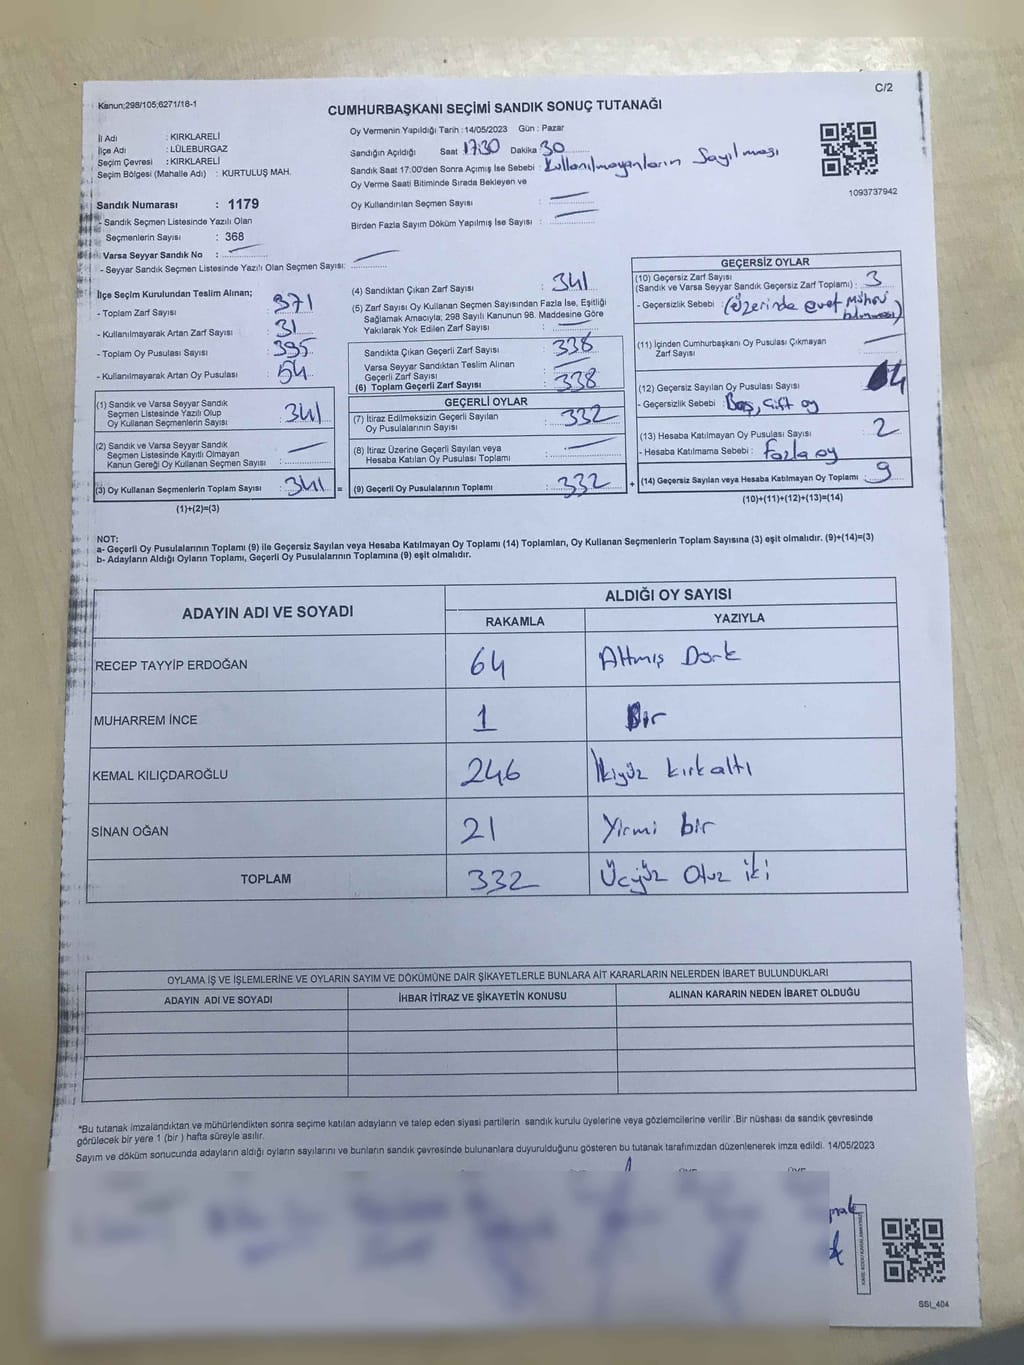 Kanun;298/105;6271/18-1
C/2
CUMHURBAŞKANI SEÇİMİ SANDIK SONUÇ TUTANAĞI
İl Adı : KIRKLARELİ
İlçe Adı : LÜLEBURGAZ
Seçim Çevresi : KIRKLARELİ
Seçim Bölgesi (Mahalle Adı) : KURTULUŞ MAH.
Oy Vermenin Yapıldığı Tarih :14/05/2023 Gün : Pazar
Sandığın Açıldığı Saat 17:30 Dakika 30
Sandık Saat 17:00'den Sonra Açımış İse Sebebi : Kullanılmayanların Sayılması
Oy Verme Saati Bitiminde Sırada Bekleyen ve
Oy Kullandırılan Seçmen Sayısı : —
Birden Fazla Sayım Döküm Yapılmış İse Sayısı : —
1093737942
Sandık Numarası : 1179
- Sandık Seçmen Listesinde Yazılı Olan
Seçmenlerin Sayısı : 368
Varsa Seyyar Sandık No : —
- Seyyar Sandık Seçmen Listesinde Yazılı Olan Seçmen Sayısı: —
İlçe Seçim Kurulundan Teslim Alınan;
- Toplam Zarf Sayısı : 371
- Kullanılmayarak Artan Zarf Sayısı : 31
- Toplam Oy Pusulası Sayısı : 395
- Kullanılmayarak Artan Oy Pusulası : 54
(1) Sandık ve Varsa Seyyar Sandık
Seçmen Listesinde Yazılı Olup
Oy Kullanan Seçmenlerin Sayısı : 341
(2) Sandık ve Varsa Seyyar Sandık
Seçmen Listesinde Kayıtlı Olmayan
Kanun Gereği Oy Kullanan Seçmen Sayısı : —
(3) Oy Kullanan Seçmenlerin Toplam Sayısı : 341 =
(1)+(2)=(3)
(4) Sandıktan Çıkan Zarf Sayısı : 341
(5) Zarf Sayısı Oy Kullanan Seçmen Sayısından Fazla İse, Eşitliği
Sağlamak Amacıyla; 298 Sayılı Kanunun 98. Maddesine Göre
Yakılarak Yok Edilen Zarf Sayısı : —
Sandıkta Çıkan Geçerli Zarf Sayısı : 338
Varsa Seyyar Sandıktan Teslim Alınan
Geçerli Zarf Sayısı : —
(6) Toplam Geçerli Zarf Sayısı : 338
GEÇERLİ OYLAR
(7) İtiraz Edilmeksizin Geçerli Sayılan
Oy Pusulalarının Sayısı : 332
(8) İtiraz Üzerine Geçerli Sayılan veya
Hesaba Katılan Oy Pusulası Toplamı : —
(9) Geçerli Oy Pusulalarının Toplamı : 332 +
GEÇERSİZ OYLAR
(10) Geçersiz Zarf Sayısı
(Sandık ve Varsa Seyyar Sandık Geçersiz Zarf Toplamı) : 3
- Geçersizlik Sebebi : (Üzerinde evet Mührü bulunması)
(11) İçinden Cumhurbaşkanı Oy Pusulası Çıkmayan
Zarf Sayısı : —
(12) Geçersiz Sayılan Oy Pusulası Sayısı : 4
- Geçersizlik Sebebi : Boş, Çift oy
(13) Hesaba Katılmayan Oy Pusulası Sayısı : 2
- Hesaba Katılmama Sebebi : Fazla oy
(14) Geçersiz Sayılan veya Hesaba Katılmayan Oy Toplamı : 9
(10)+(11)+(12)+(13)=(14)
NOT:
a- Geçerli Oy Pusulalarının Toplamı (9) ile Geçersiz Sayılan veya Hesaba Katılmayan Oy Toplamı (14) Toplamları, Oy Kullanan Seçmenlerin Toplam Sayısına (3) eşit olmalıdır. (9)+(14)=(3)
b- Adayların Aldığı Oyların Toplamı, Geçerli Oy Pusulalarının Toplamına (9) eşit olmalıdır.
ADAYIN ADI VE SOYADI
ALDIĞI OY SAYISI
RAKAMLA YAZIYLA
RECEP TAYYİP ERDOĞAN 64 Altmış Dört
MUHARREM İNCE 1 Bir
KEMAL KILIÇDAROĞLU 246 İkiyüz kırkaltı
SİNAN OĞAN 21 Yirmi bir
TOPLAM 332 Üçyüz Otuz iki
OYLAMA İŞ VE İŞLEMLERİNE VE OYLARIN SAYIM VE DÖKÜMÜNE DAİR ŞİKAYETLERLE BUNLARA AİT KARARLARIN NELERDEN İBARET BULUNDUKLARI
ADAYIN ADI VE SOYADI İHBAR İTİRAZ VE ŞİKAYETİN KONUSU ALINAN KARARIN NEDEN İBARET OLDUĞU
*Bu tutanak imzalandıktan ve mühürlendikten sonra seçime katılan adayların ve talep eden siyasi partilerin sandık kurulu üyelerine veya gözlemcilerine verilir .Bir nüshası da sandık çevresinde
görülecek bir yere 1 (bir ) hafta süreyle asılır.
Sayım ve döküm sonucunda adayların aldığı oyların sayılarını ve bunların sandık çevresinde bulunanlara duyurulduğunu gösteren bu tutanak tarafımızdan düzenlenerek imza edildi. 14/05/2023
SSI_404